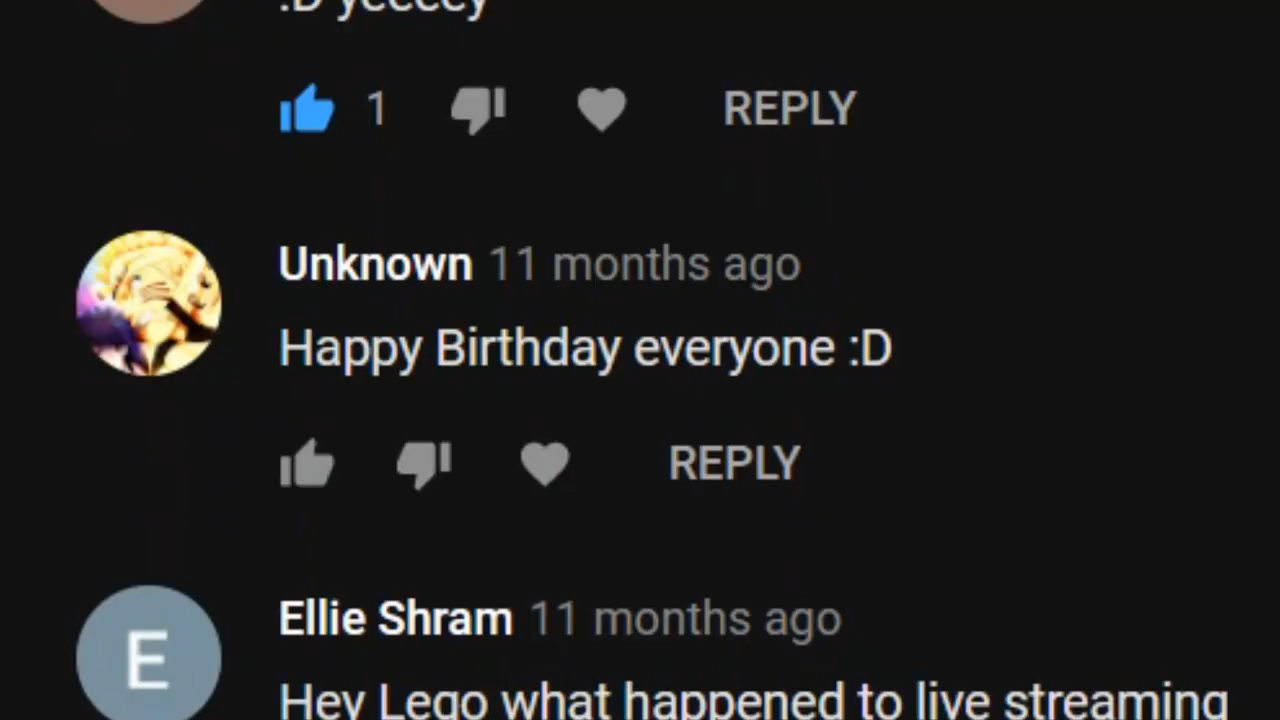 :D yeeeey
1 REPLY
Unknown 11 months ago
Happy Birthday everyone :D
REPLY
E
Ellie Shram 11 months ago
Hey Lego what happened to live streaming